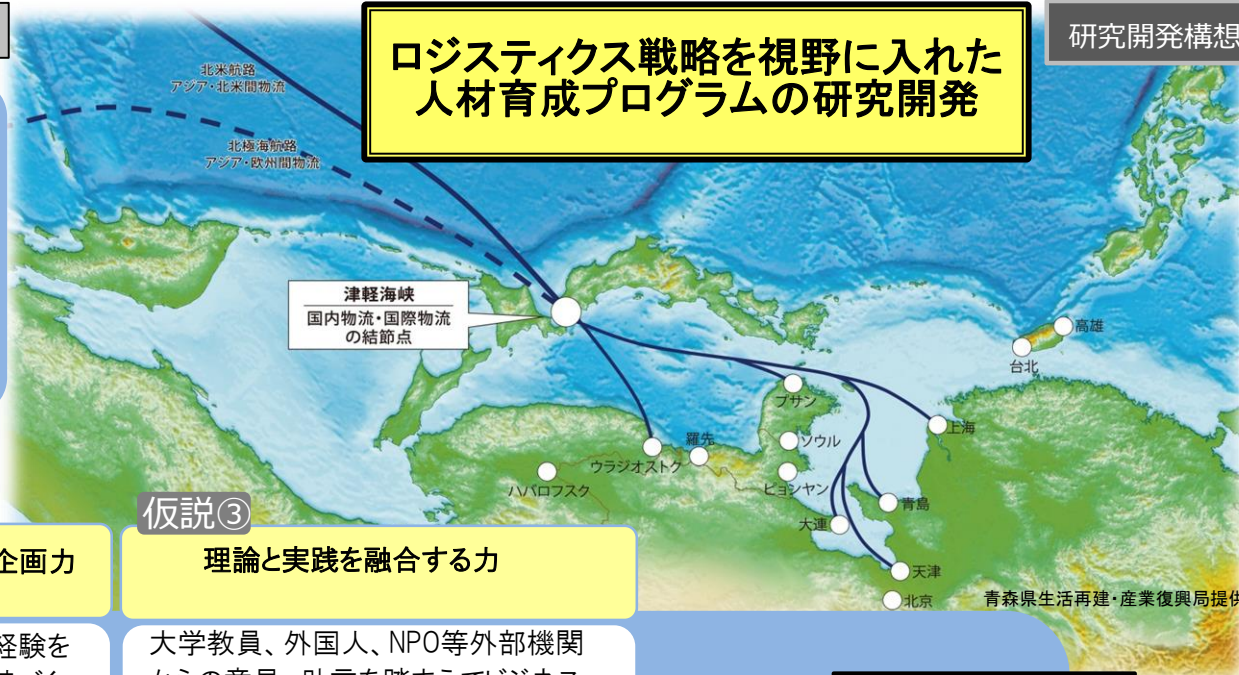 研究開発構想
ロジスティクス戦略を視野に入れた
人材育成プログラムの研究開発
北米航路
アジア・北米間物流
北極海航路
アジア・欧州間物流
津軽海峡
国内物流・国際物流
の結節点
高雄
台北
プサン
上海
ソウル
羅先
ウラジオストク
ピョンヤン
ハバロフスク
青島
大連
天津
北京
青森県生活再建・産業復興局提供
仮説③
企画力
理論と実践を融合する力
経験を
大学教員、外国人、NPO等外部機関